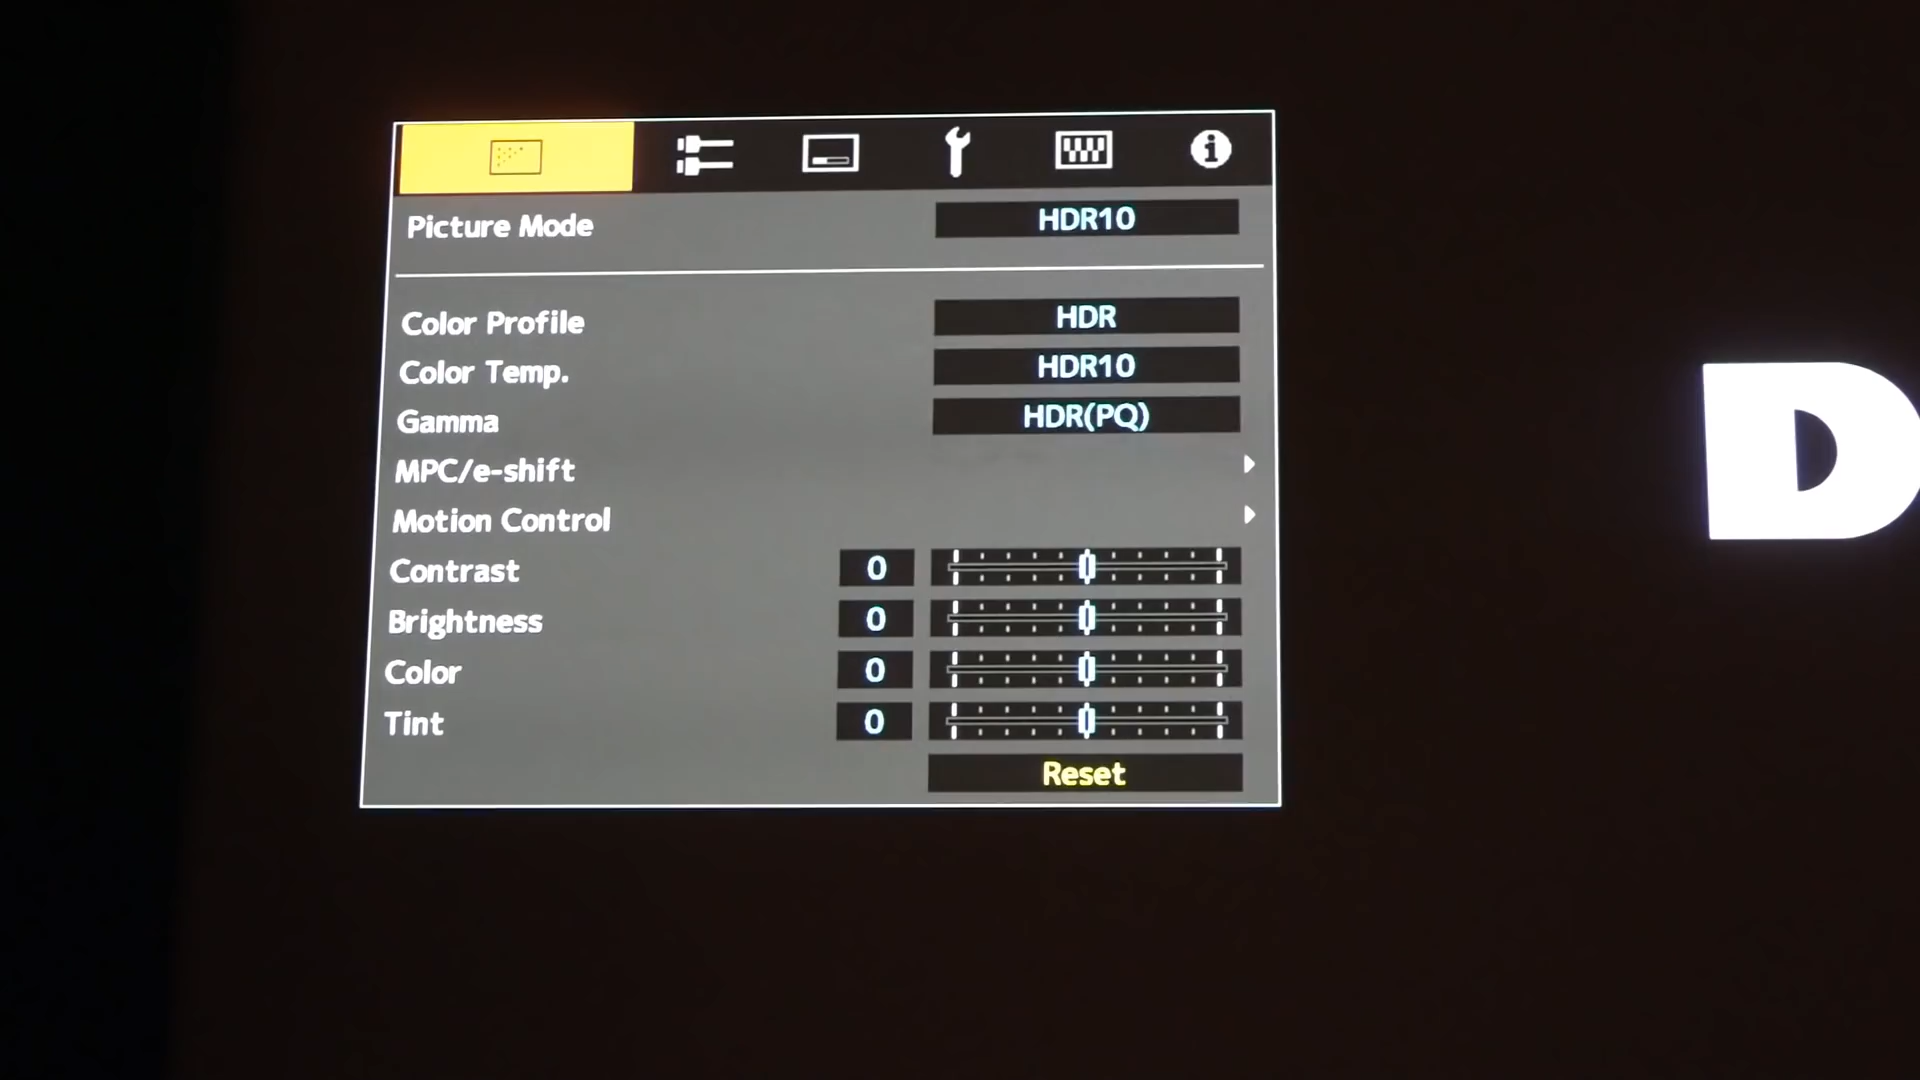 Picture Mode HDR10
Color Profile HDR
Color Temp. HDR10
Gamma HDR(PQ)
MPC/e-shift
Motion Control
Contrast 0
Brightness 0
Color 0
Tint 0
Reset
D